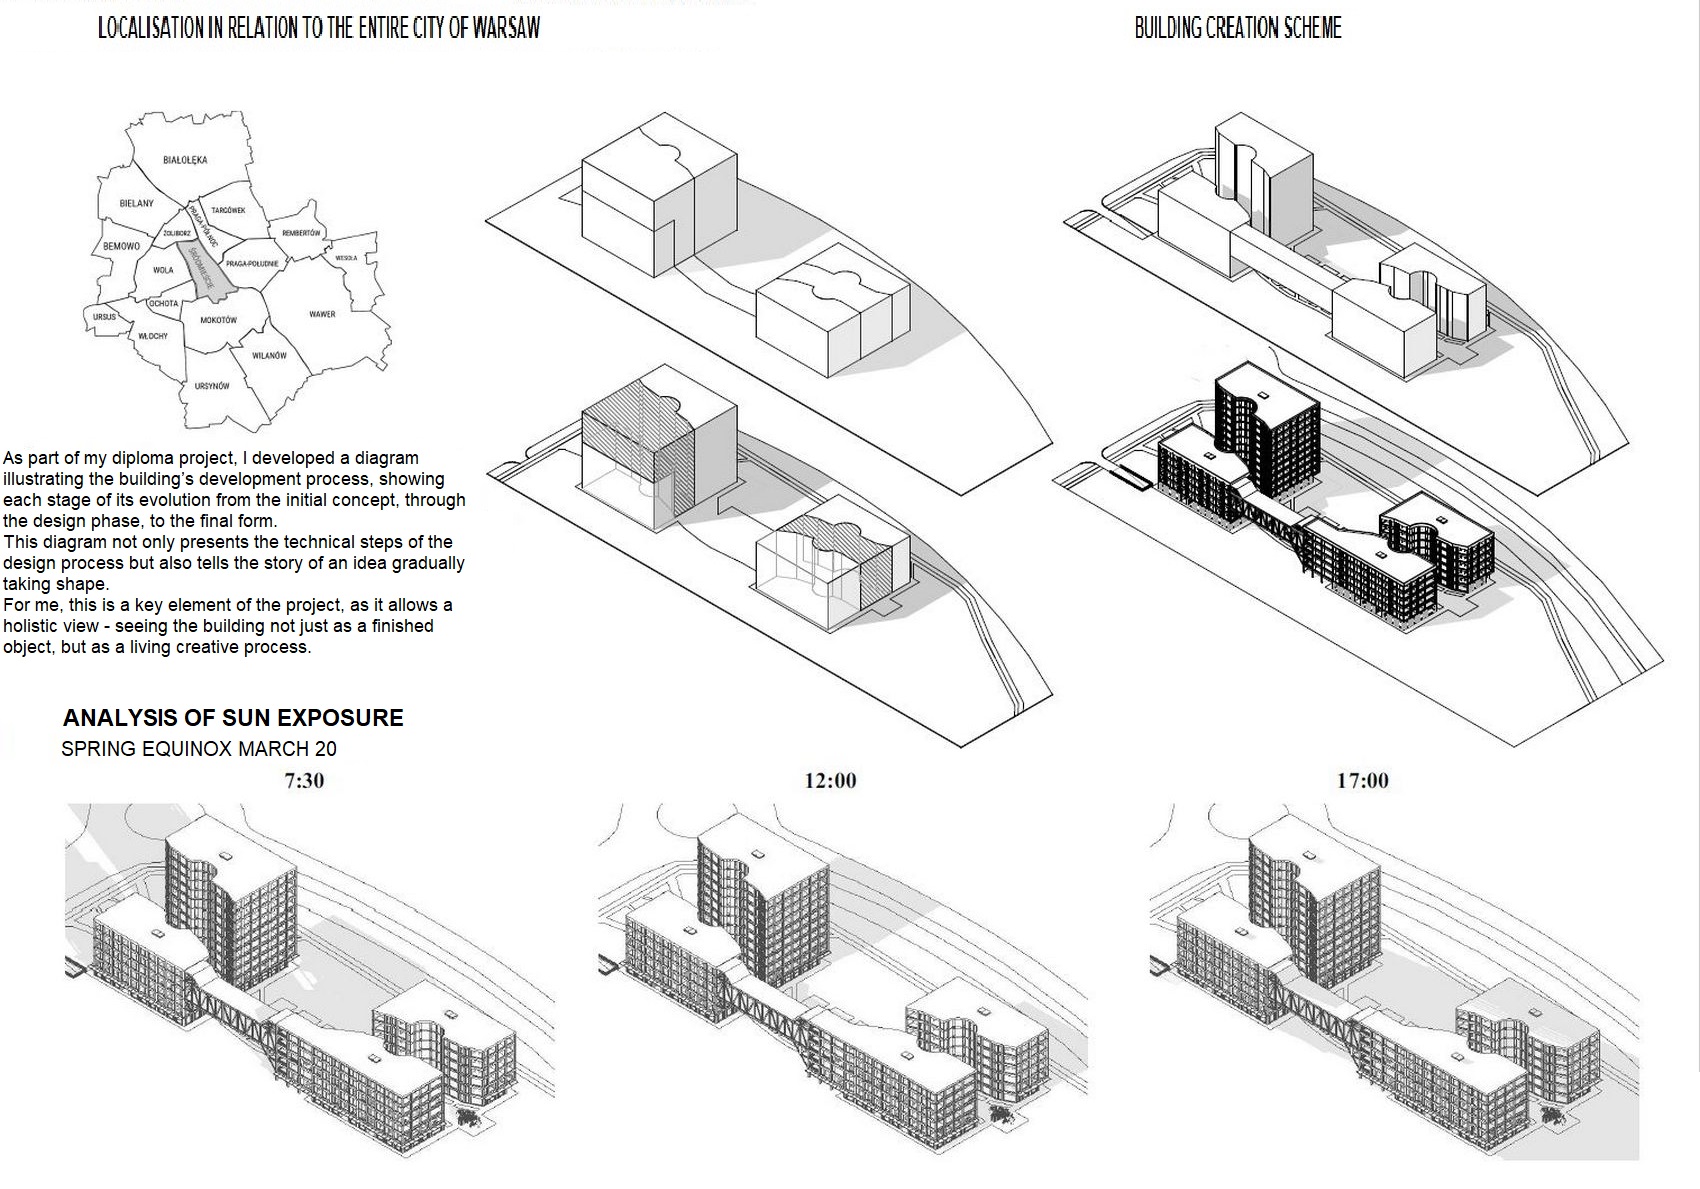 LOCALISATION IN RELATION TO THE ENTIRE CITY OF WARSAW
BUILDING CREATION SCHEME
BIAŁOŁĘKA
BIELANY
TARGÓWEK
PRAGA-PÓŁNOC
ŻOLIBORZ
REMBERTÓW
BEMOWO
WESOŁA
ŚRÓDMIEŚCIE
PRAGA-POŁUDNIE
WOLA
OCHOTA
URSUS
MOKOTÓW
WAWER
WŁOCHY
WILANÓW
URSYNÓW
As part of my diploma project, I developed a diagram
illustrating the building's development process, showing
each stage of its evolution from the initial concept, through
the design phase, to the final form.
This diagram not only presents the technical steps of the
design process but also tells the story of an idea gradually
taking shape.
For me, this is a key element of the project, as it allows a
holistic view - seeing the building not just as a finished
object, but as a living creative process.
ANALYSIS OF SUN EXPOSURE
SPRING EQUINOX MARCH 20
7:30
12:00
17:00